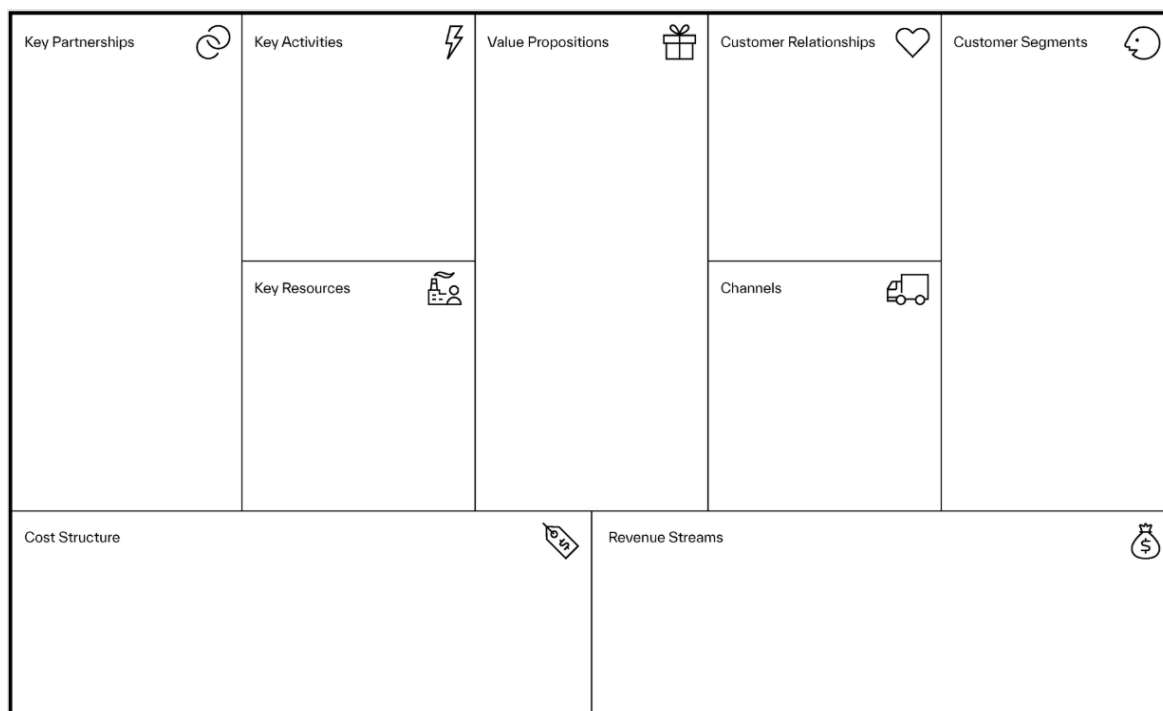 Key Partnerships
Key Activities
Value Propositions
Customer Relationships
Customer Segments
Key Resources
Channels
Cost Structure
$
Revenue Streams
$